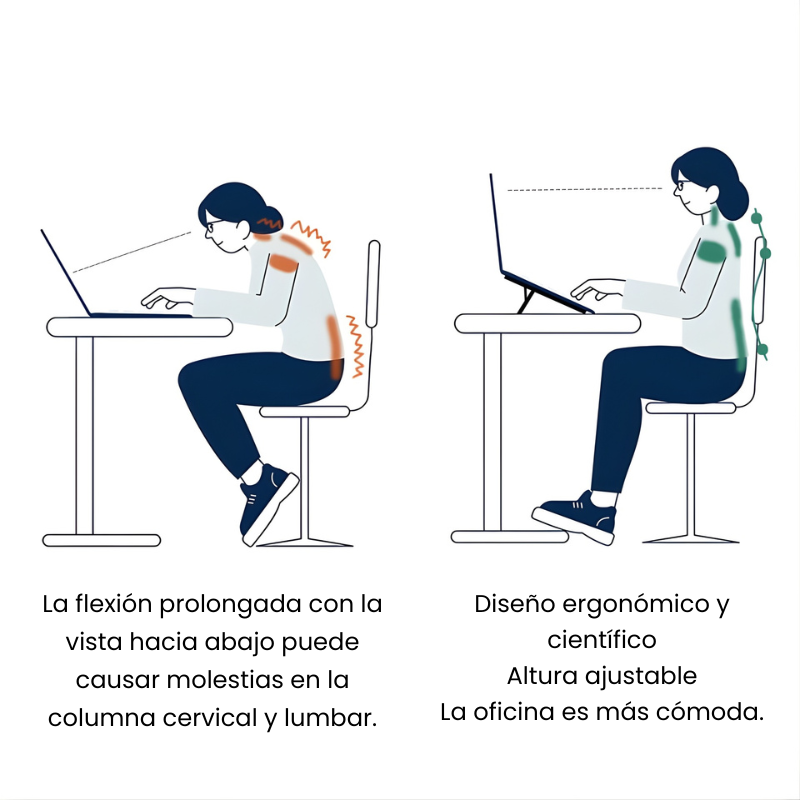 La flexión prolongada con la
vista hacia abajo puede
causar molestias en la
columna cervical y lumbar.
Diseño ergonómico y
científico
Altura ajustable
La oficina es más cómoda.